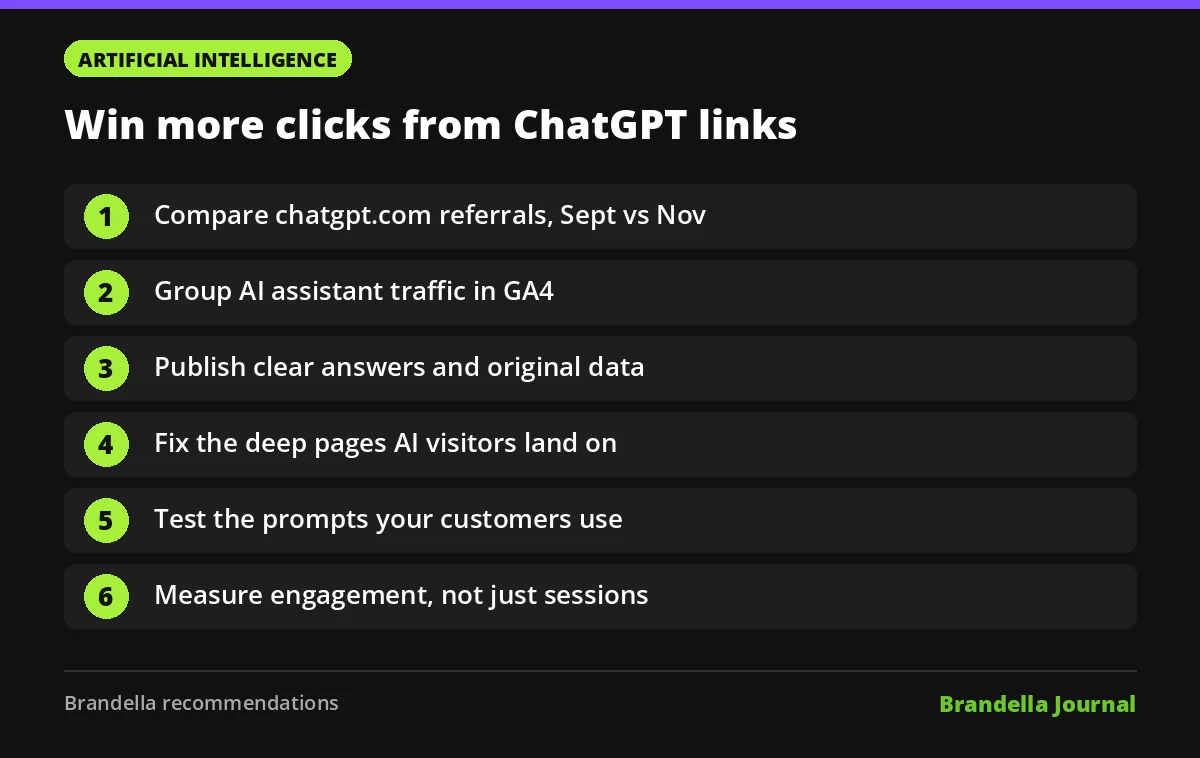 ARTIFICIAL INTELLIGENCE
Win more clicks from ChatGPT links
1 Compare chatgpt.com referrals, Sept vs Nov
2 Group AI assistant traffic in GA4
3 Publish clear answers and original data
4 Fix the deep pages AI visitors land on
5 Test the prompts your customers use
6 Measure engagement, not just sessions
Brandella recommendations
Brandella Journal